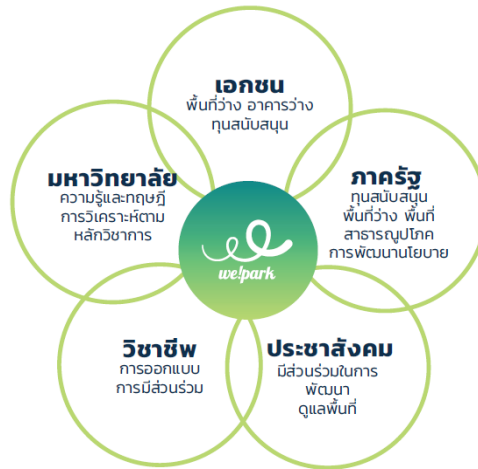 เอกชน
พื้นที่ว่าง อาคารว่าง
ทุนสนับสนุน
มหาวิทยาลัย
ความรู้และทฤษฎี
การวิเคราะห์ตาม
หลักวิชาการ
ภาครัฐ
ทุนสนับสนุน
พื้นที่ว่าง พื้นที่
สาธารณูปโภค
การพัฒนานโยบาย
we!park
วิชาชีพ
การออกแบบ
การมีส่วนร่วม
ประชาสังคม
มีส่วนร่วมในการ
พัฒนา
ดูแลพื้นที่